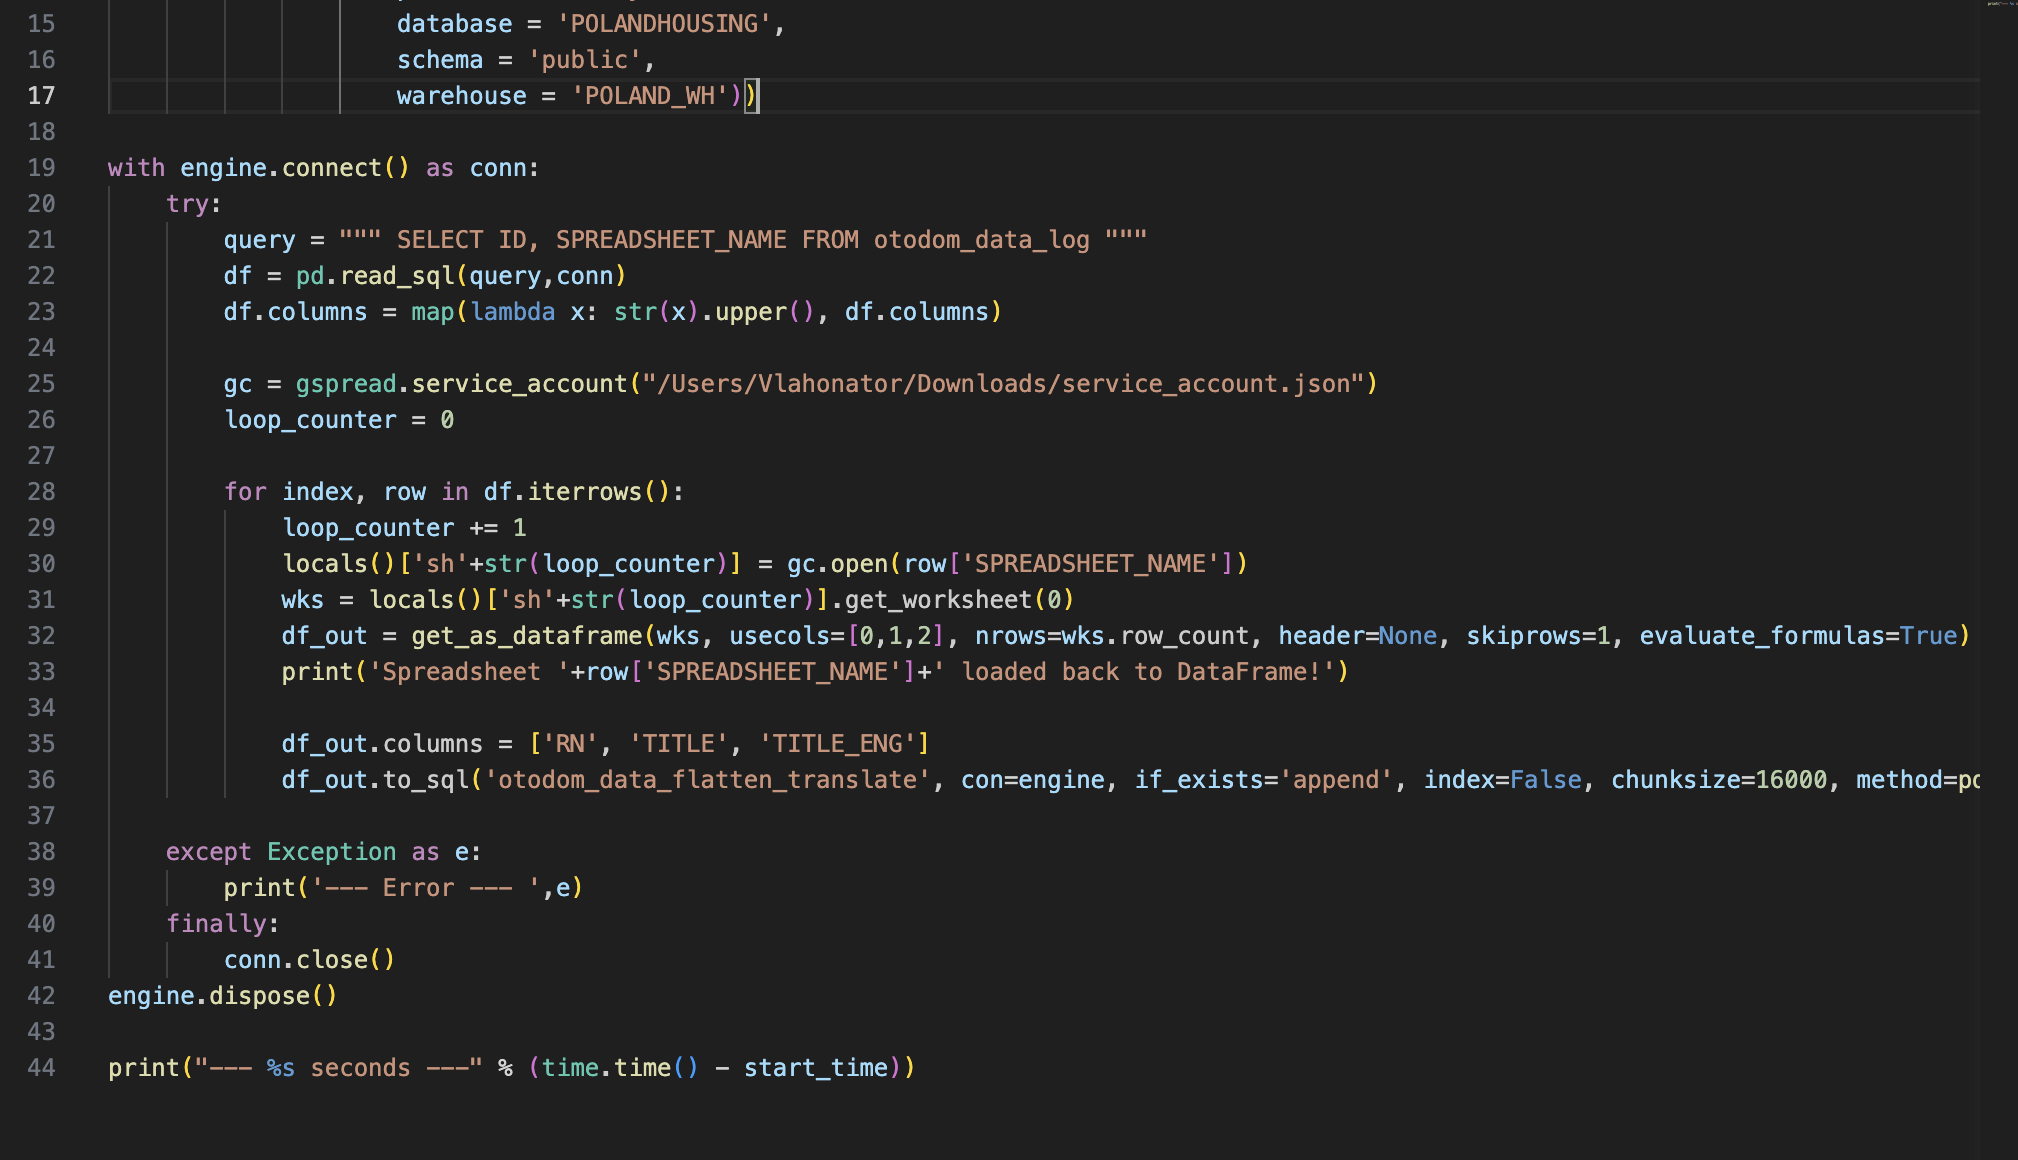 15 database = 'POLANDHOUSING',
16 schema = 'public',
17 warehouse = 'POLAND_WH'))
18
19 with engine.connect() as conn:
20 try:
21 query = """ SELECT ID, SPREADSHEET_NAME FROM otodom_data_log """
22 df = pd.read_sql(query,conn)
23 df.columns = map(lambda x: str(x).upper(), df.columns)
24
25 gc = gspread.service_account("/Users/Vlahonator/Downloads/service_account.json")
26 loop_counter = 0
27
28 for index, row in df.iterrows():
29 loop_counter += 1
30 locals()['sh'+str(loop_counter)] = gc.open(row['SPREADSHEET_NAME'])
31 wks = locals()['sh'+str(loop_counter)].get_worksheet(0)
32 df_out = get_as_dataframe(wks, usecols=[0,1,2], nrows=wks.row_count, header=None, skiprows=1, evaluate_formulas=True)
33 print('Spreadsheet '+row['SPREADSHEET_NAME']+' loaded back to DataFrame!')
34
35 df_out.columns = ['RN', 'TITLE', 'TITLE_ENG']
36 df_out.to_sql('otodom_data_flatten_translate', con=engine, if_exists='append', index=False, chunksize=16000, method=
37
38 except Exception as e:
39 print('--- Error --- ',e)
40 finally:
41 conn.close()
42 engine.dispose()
43
44 print("--- %s seconds ---" % (time.time() - start_time))